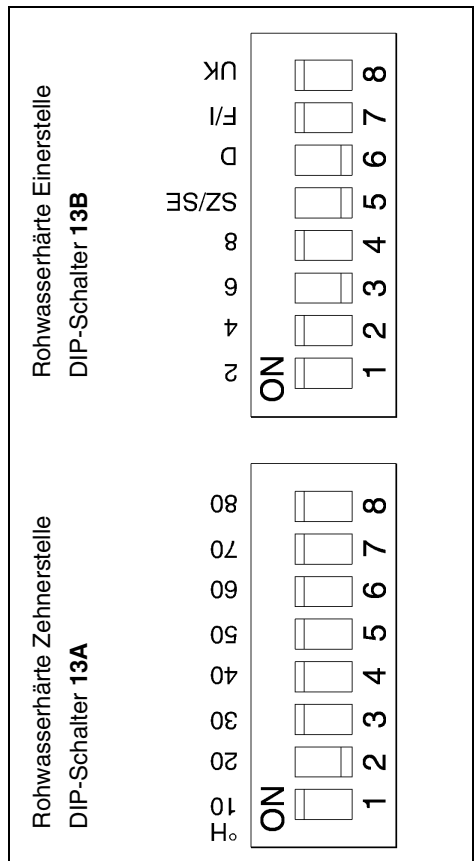 Rohwasserhärte Zehnerstelle
DIP-Schalter 13A
°H 10 20 30 40 50 60 70 80
ON
1 2 3 4 5 6 7 8
Rohwasserhärte Einerstelle
DIP-Schalter 13B
2 4 6 8 SZ/SE D F/I UK
ON
1 2 3 4 5 6 7 8